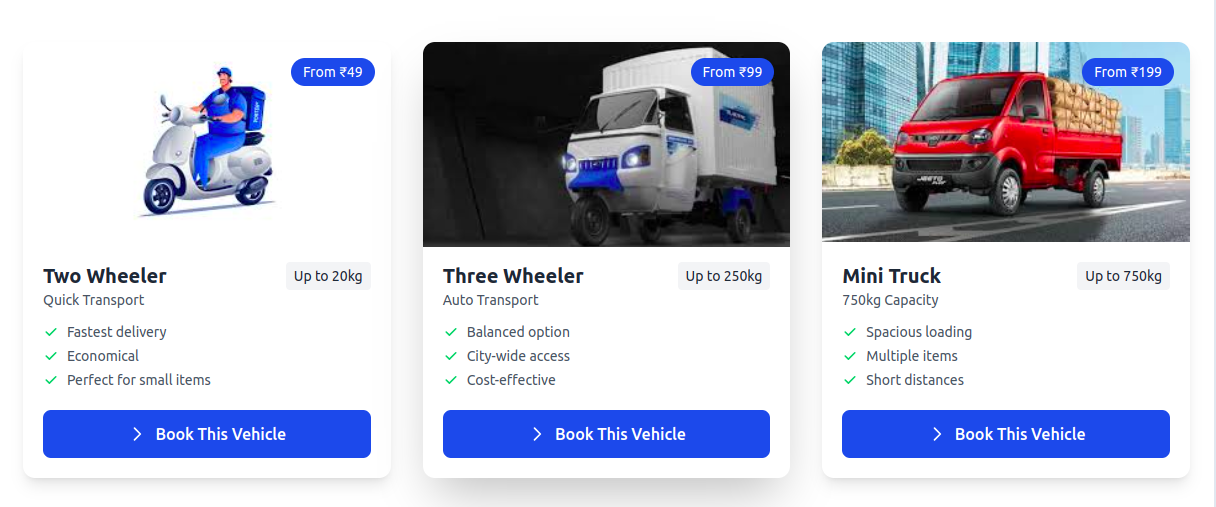 From ₹49
Two Wheeler
Up to 20kg
Quick Transport
Fastest delivery
Economical
Perfect for small items
Book This Vehicle
From ₹99
Three Wheeler
Up to 250kg
Auto Transport
Balanced option
City-wide access
Cost-effective
Book This Vehicle
From ₹199
JEETO
Mini Truck
Up to 750kg
750kg Capacity
Spacious loading
Multiple items
Short distances
Book This Vehicle